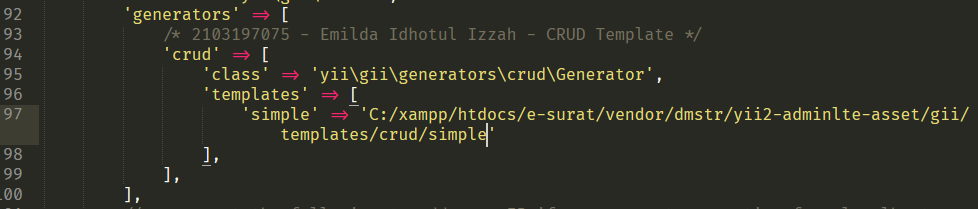 92 'generators' => [
93 /* 2103197075 - Emilda Idhotul Izzah - CRUD Template */
94 'crud' => [
95 'class' => 'yii\gii\generators\crud\Generator',
96 'templates' => [
97 'simple' => 'C:/xampp/htdocs/e-surat/vendor/dmstr/yii2-adminlte-asset/gii/
templates/crud/simple'
98 ],
99 ],
100 ],